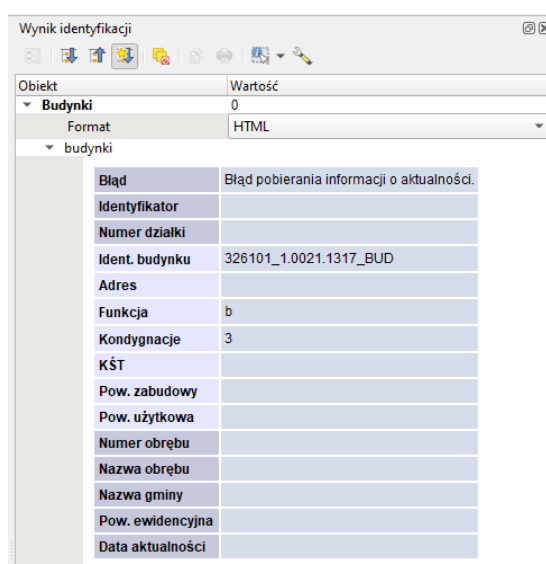 Wynik identyfikacji
Obiekt Wartość
Budynki 0
Format HTML
budynki
Błąd Błąd pobierania informacji o aktualności.
Identyfikator
Numer działki
Ident. budynku 326101_1.0021.1317_BUD
Adres
Funkcja b
Kondygnacje 3
KŚT
Pow. zabudowy
Pow. użytkowa
Numer obrębu
Nazwa obrębu
Nazwa gminy
Pow. ewidencyjna
Data aktualności